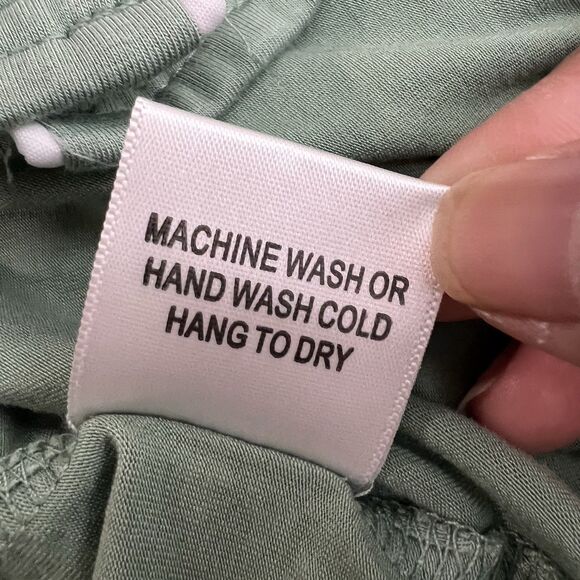 MACHINE WASH OR
HAND WASH COLD
HANG TO DRY